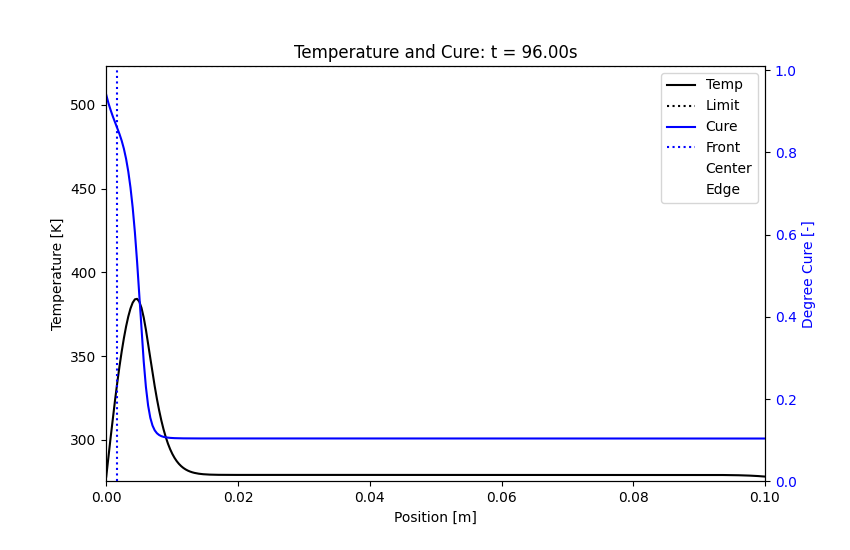 Temperature and Cure: t = 96.00s
Temp
Limit
Cure
Front
Center
Edge
500
450
400
350
300
Temperature [K]
1.0
0.8
0.6
0.4
0.2
0.0
Degree Cure [-]
0.00
0.02
0.04
0.06
0.08
0.10
Position [m]